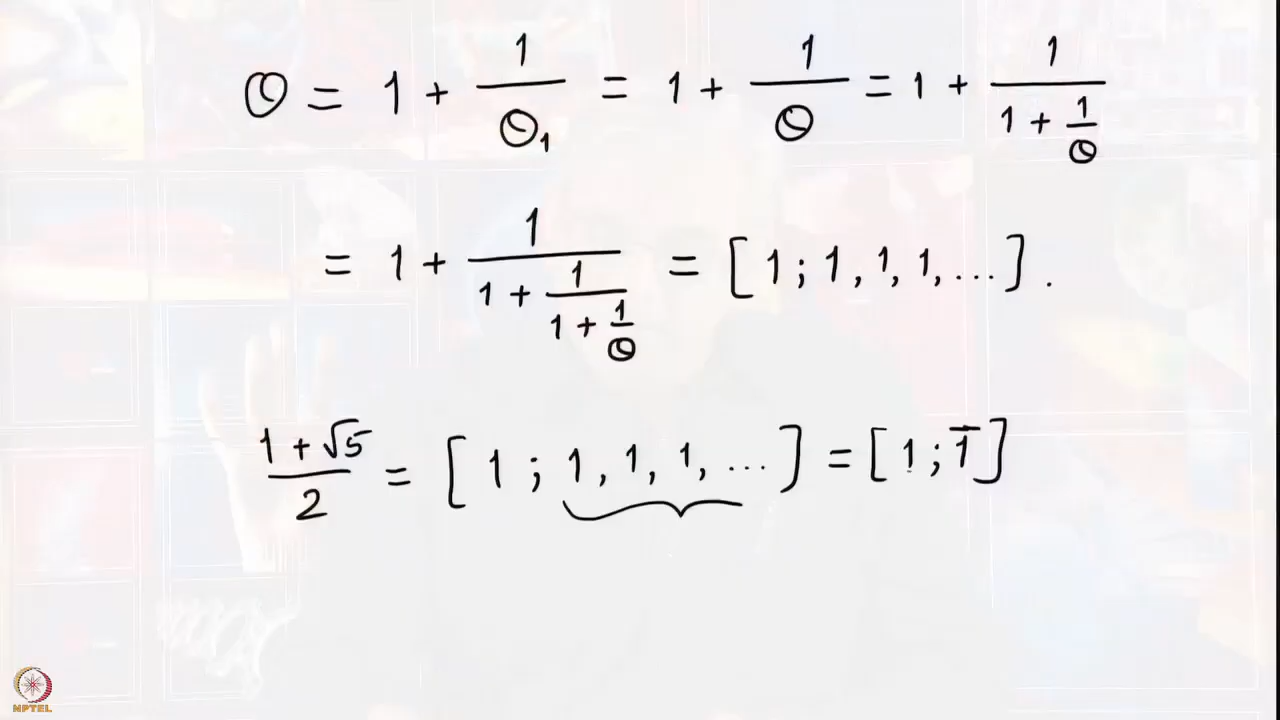 θ = 1 + 1/θ₁ = 1 + 1/θ = 1 + 1/(1 + 1/θ)
= 1 + 1/(1 + 1/(1 + 1/θ)) = [1; 1, 1, 1, ...].
(1 + √5)/2 = [1; 1, 1, 1, ...] = [1; 1̅]
NPTEL